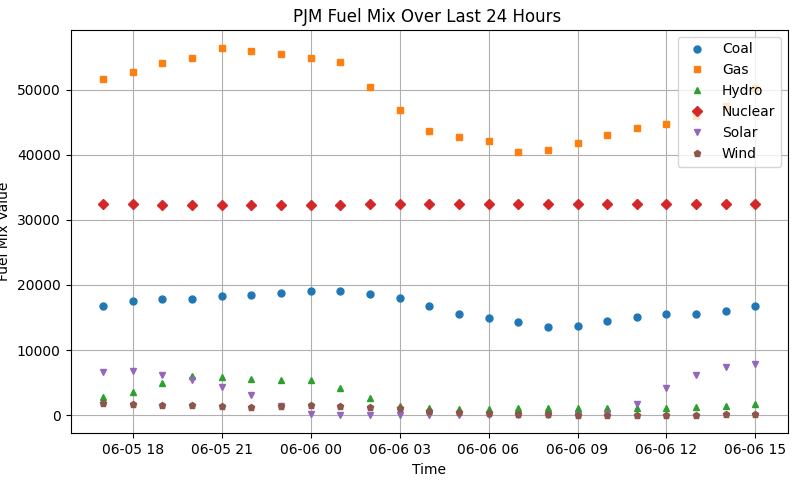 PJM Fuel Mix Over Last 24 Hours
Coal
Gas
Hydro
Nuclear
Solar
Wind
50000
40000
30000
20000
10000
0
Fuel Mix Value
06-05 18
06-05 21
06-06 00
06-06 03
06-06 06
06-06 09
06-06 12
06-06 15
Time